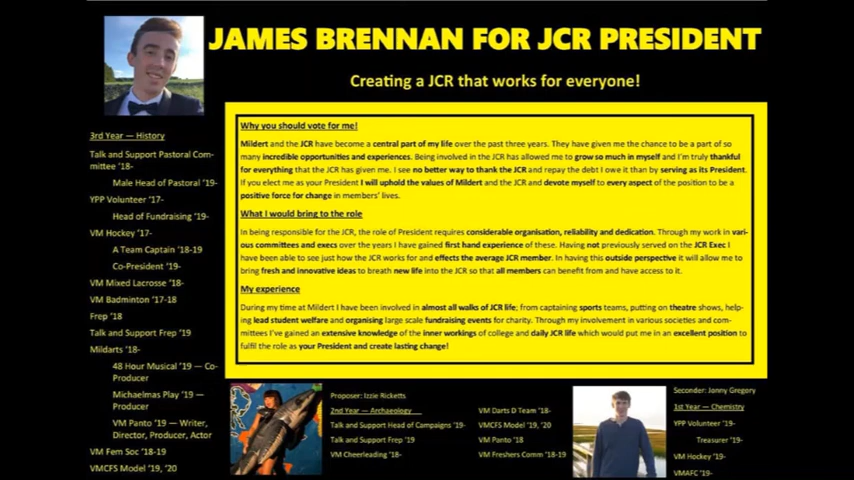 JAMES BRENNAN FOR JCR PRESIDENT
Creating a JCR that works for everyone!
3rd Year — History
Talk and Support Pastoral Com-
mittee '18-
Male Head of Pastoral '19-
YPP Volunteer '17-
Head of Fundraising '19-
VM Hockey '17-
A Team Captain '18-19
Co-President '19-
VM Mixed Lacrosse '18-
VM Badminton '17-18
Frep '18
Talk and Support Frep '19
Mildarts '18-
48 Hour Musical '19 — Co-
Producer
Michaelmas Play '19 —
Producer
VM Panto '19 — Writer,
Director, Producer, Actor
VM Fem Soc '18-19
VMCFS Model '19, '20
Why you should vote for me!
Mildert and the JCR have become a central part of my life over the past three years. They have given me the chance to be a part of so
many incredible opportunities and experiences. Being involved in the JCR has allowed me to grow so much in myself and I'm truly thankful
for everything that the JCR has given me. I see no better way to thank the JCR and repay the debt I owe it than by serving as its President.
If you elect me as your President I will uphold the values of Mildert and the JCR and devote myself to every aspect of the position to be a
positive force for change in members' lives.
What I would bring to the role
In being responsible for the JCR, the role of President requires considerable organisation, reliability and dedication. Through my work in vari-
ous committees and execs over the years I have gained first hand experience of these. Having not previously served on the JCR Exec I
have been able to see just how the JCR works for and effects the average JCR member. In having this outside perspective it will allow me to
bring fresh and innovative ideas to breath new life into the JCR so that all members can benefit from and have access to it.
My experience
During my time at Mildert I have been involved in almost all walks of JCR life; from captaining sports teams, putting on theatre shows, help-
ing lead student welfare and organising large scale fundraising events for charity. Through my involvement in various societies and com-
mittees I've gained an extensive knowledge of the inner workings of college and daily JCR life which would put me in an excellent position to
fulfil the role as your President and create lasting change!
Proposer: Izzie Ricketts
2nd Year — Archaeology
Talk and Support Head of Campaigns '19-
Talk and Support Frep '19
VM Cheerleading '18-
VM Darts D Team '18-
VMCFS Model '19, '20
VM Panto '18
VM Freshers Comm '18-19
Seconder: Jonny Gregory
1st Year — Chemistry
YPP Volunteer '19-
Treasurer '19-
VM Hockey '19-
VMAFC '19-